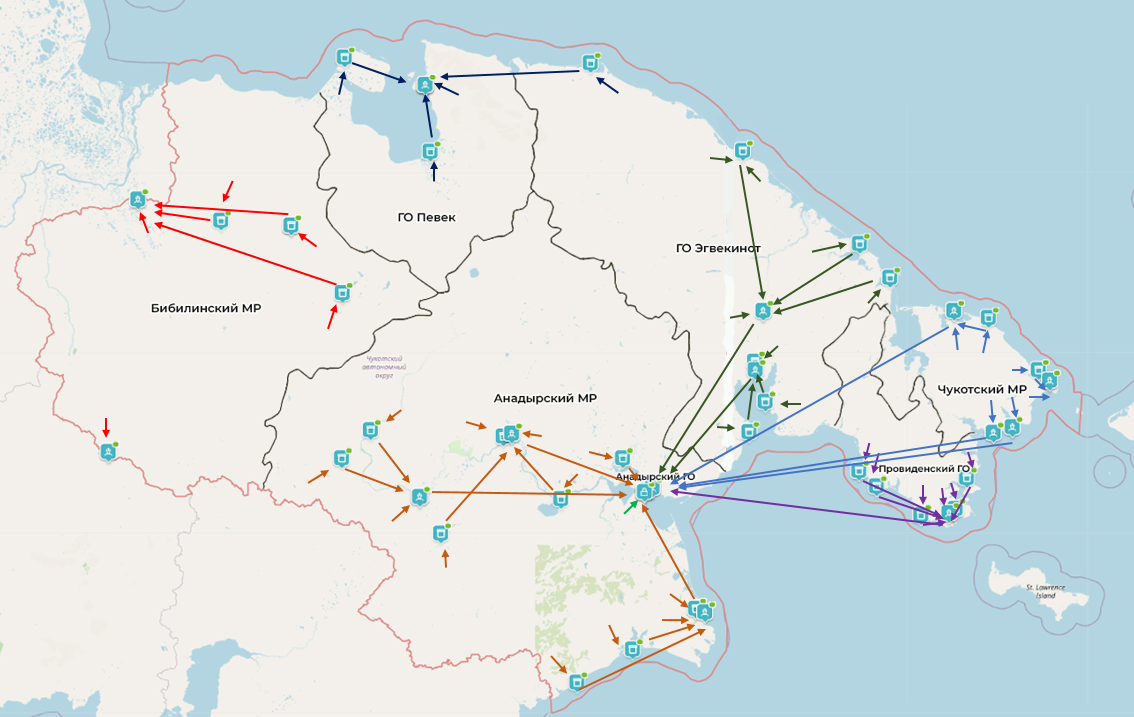 ГО Певек
ГО Эгвекинот
Бибилинский МР
Чукотский
автономный
округ
Анадырский МР
Чукотский МР
Анадырский ГО
Провиденский ГО
St. Lawrence
Island